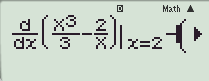 D Math ▲
d/dx(x³/3−2/x)|x=2−( ▶